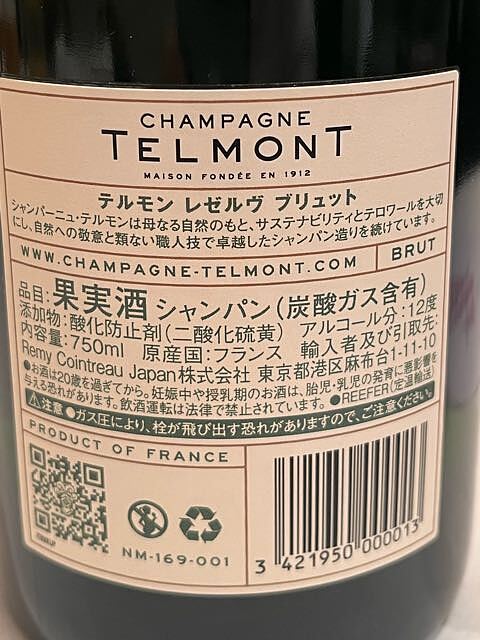 CHAMPAGNE
TELMONT
MAISON FONDÉE EN 1912
テルモン レゼルヴ ブリュット
シャンパーニュ・テルモンは母なる自然のもと、サステナビリティとテロワールを大切
にし、自然への敬意と類ない職人技で卓越したシャンパン造りを続けています。
WWW.CHAMPAGNE-TELMONT.COM BRUT
品目:果実酒 シャンパン(炭酸ガス含有)
添加物:酸化防止剤(二酸化硫黄) アルコール分:12度
内容量:750ml 原産国:フランス 輸入者及び引取先:
Remy Cointreau Japan株式会社 東京都港区麻布台1-11-10
●お酒は20歳を過ぎてから。妊娠中や授乳期のお酒は、胎児・乳児の発育に悪影響を
与える恐れがあります。飲酒運転は法律で禁止されています。●REEFER(定温輸送)
⚠注意 ●ガス圧により、栓が飛び出す恐れがありますので、ご注意ください。
PRODUCT OF FRANCE
NM-169-001
3 421950 000013